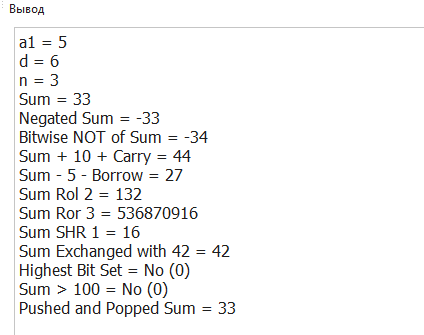 Вывод
a1 = 5
d = 6
n = 3
Sum = 33
Negated Sum = -33
Bitwise NOT of Sum = -34
Sum + 10 + Carry = 44
Sum - 5 - Borrow = 27
Sum Rol 2 = 132
Sum Ror 3 = 536870916
Sum SHR 1 = 16
Sum Exchanged with 42 = 42
Highest Bit Set = No (0)
Sum > 100 = No (0)
Pushed and Popped Sum = 33